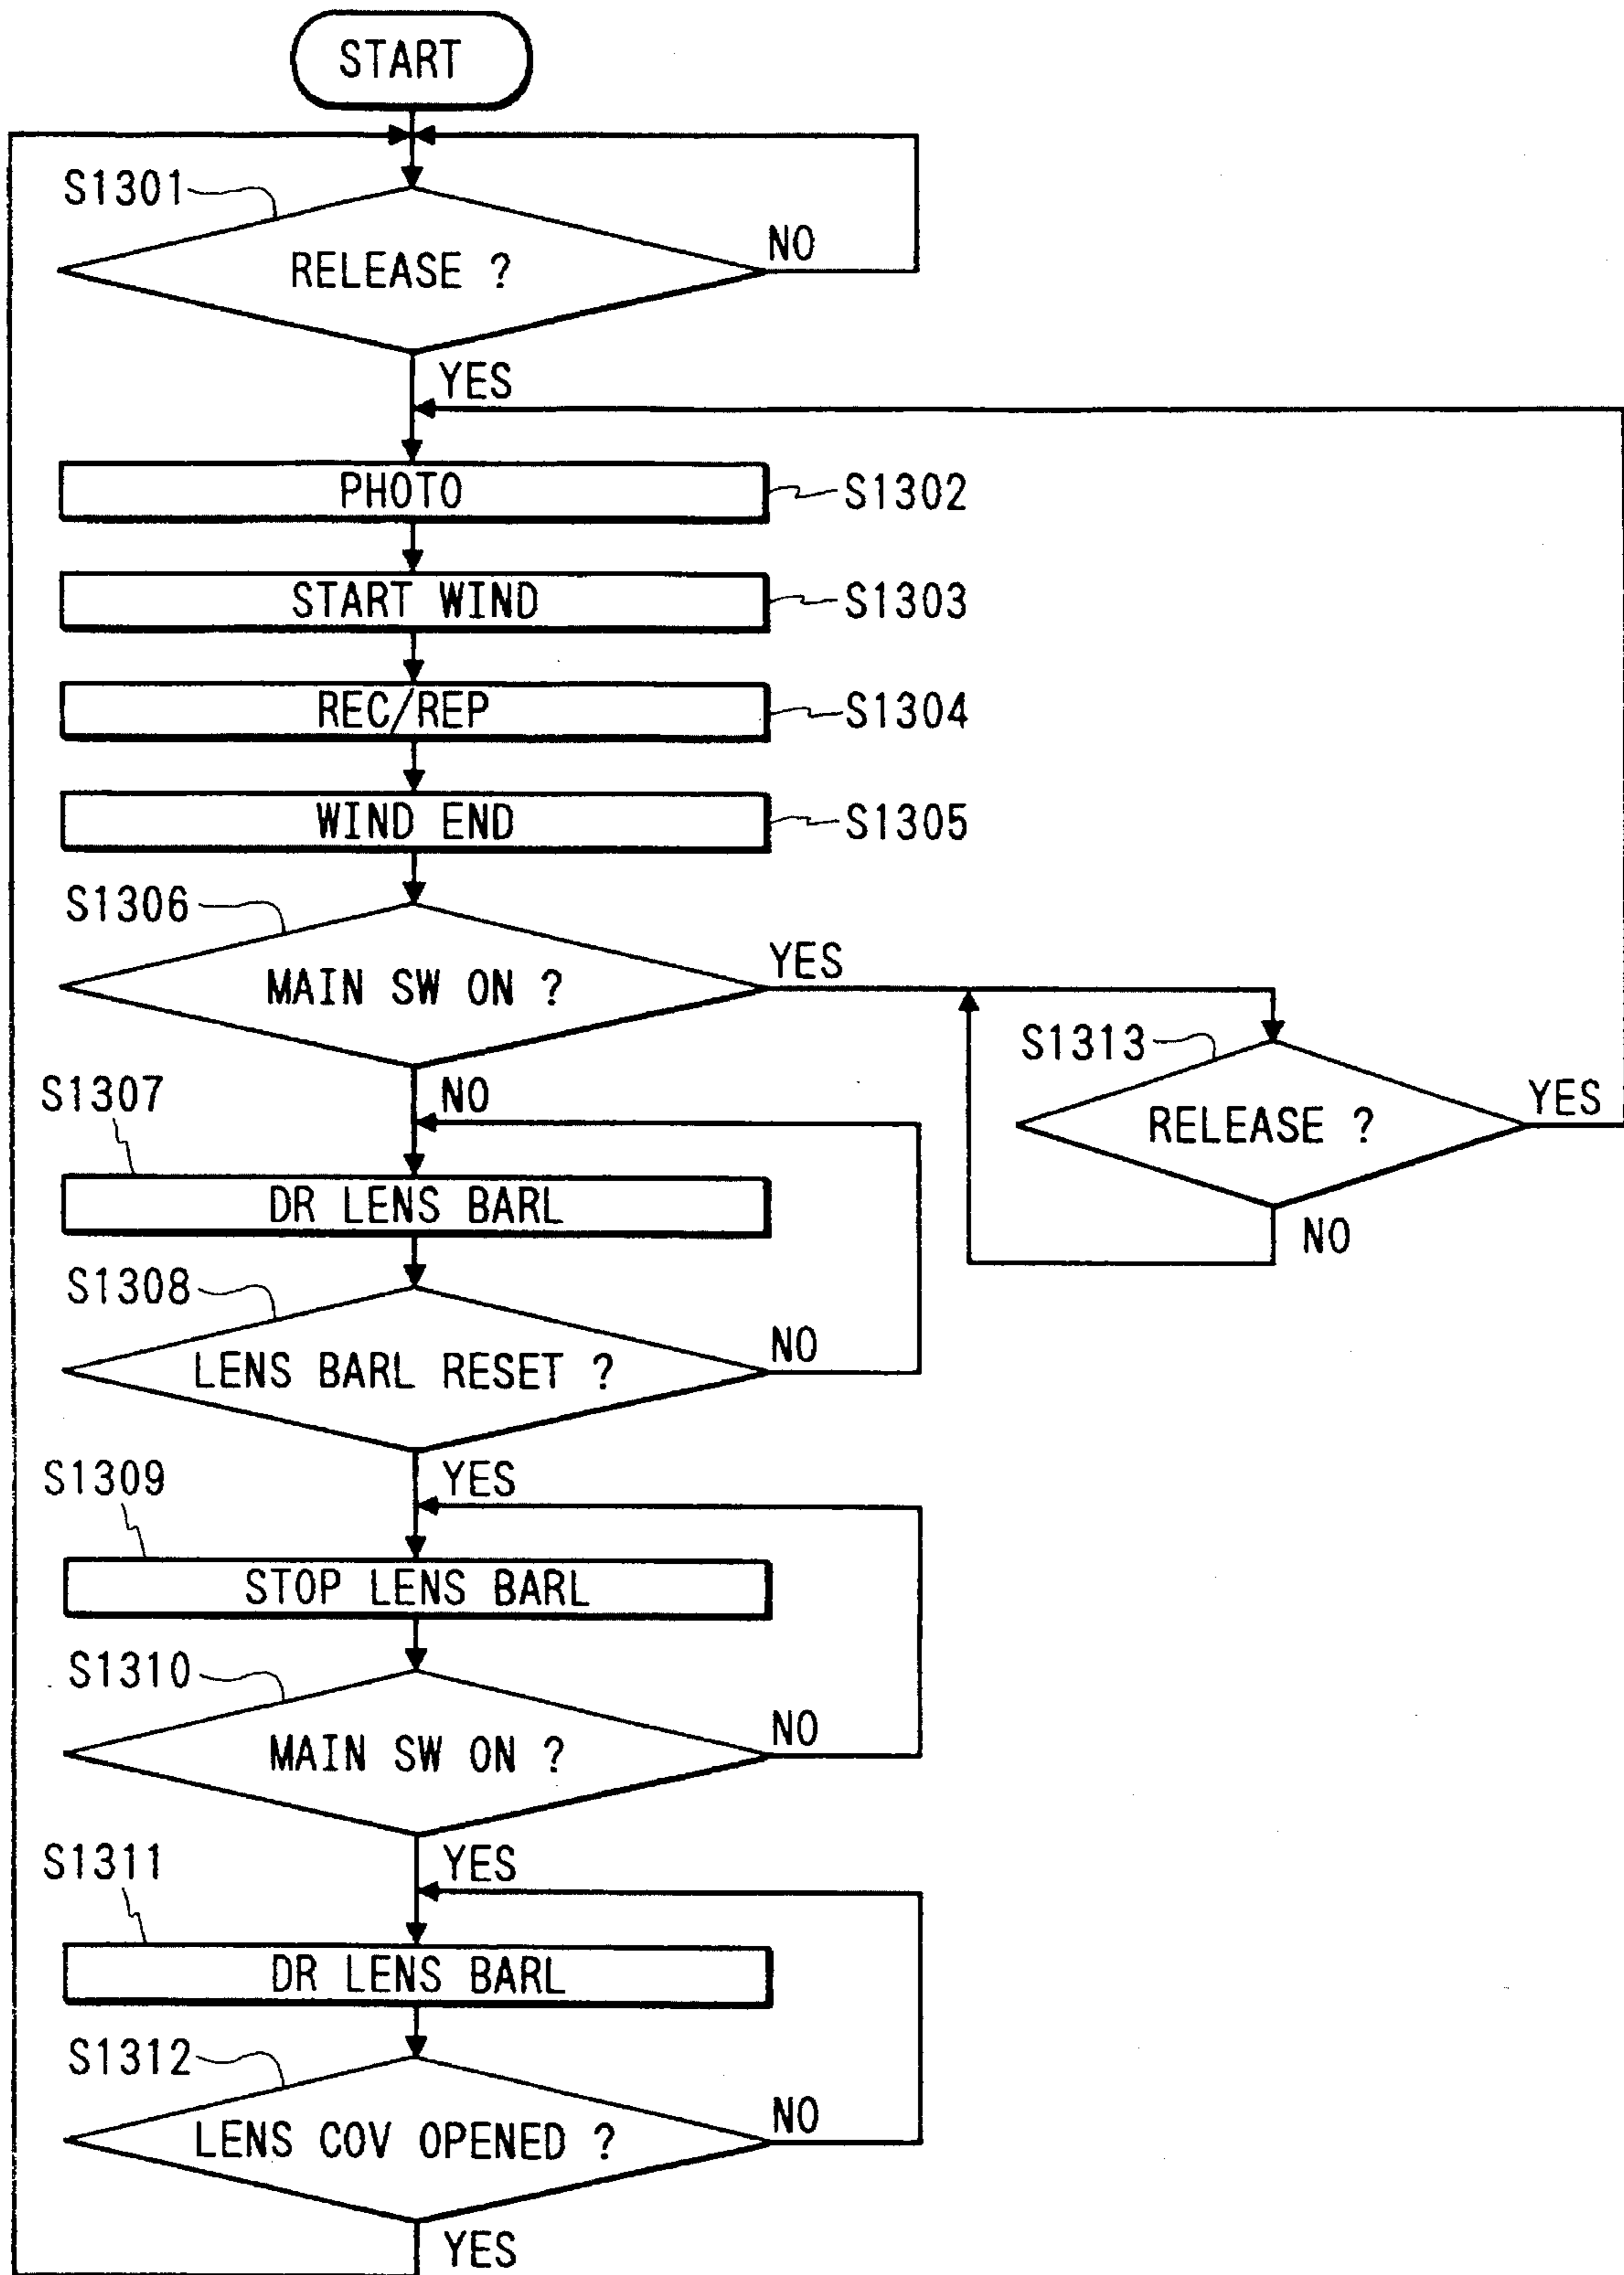 START
S1301
RELEASE ?
NO
YES
PHOTO
S1302
START WIND
S1303
REC/REP
S1304
WIND END
S1305
S1306
MAIN SW ON ?
YES
S1313
RELEASE ?
YES
NO
NO
S1307
DR LENS BARL
S1308
LENS BARL RESET ?
NO
YES
S1309
STOP LENS BARL
S1310
MAIN SW ON ?
NO
YES
S1311
DR LENS BARL
S1312
LENS COV OPENED ?
NO
YES